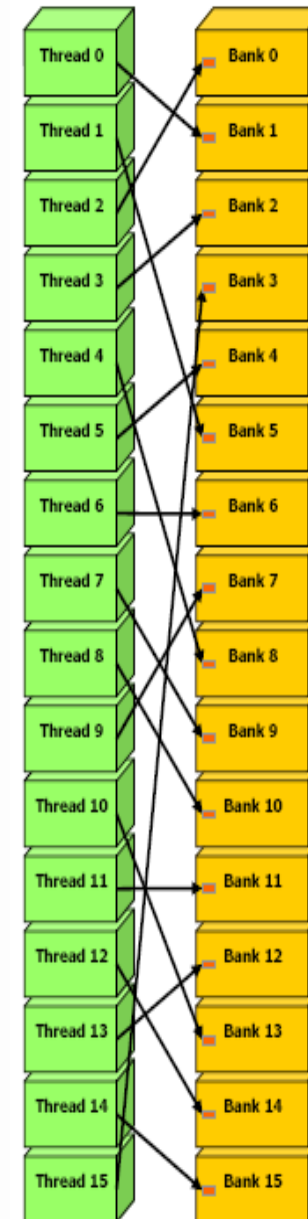 Thread 0
Bank 0
Thread 1
Bank 1
Thread 2
Bank 2
Thread 3
Bank 3
Thread 4
Bank 4
Thread 5
Bank 5
Thread 6
Bank 6
Thread 7
Bank 7
Thread 8
Bank 8
Thread 9
Bank 9
Thread 10
Bank 10
Thread 11
Bank 11
Thread 12
Bank 12
Thread 13
Bank 13
Thread 14
Bank 14
Thread 15
Bank 15